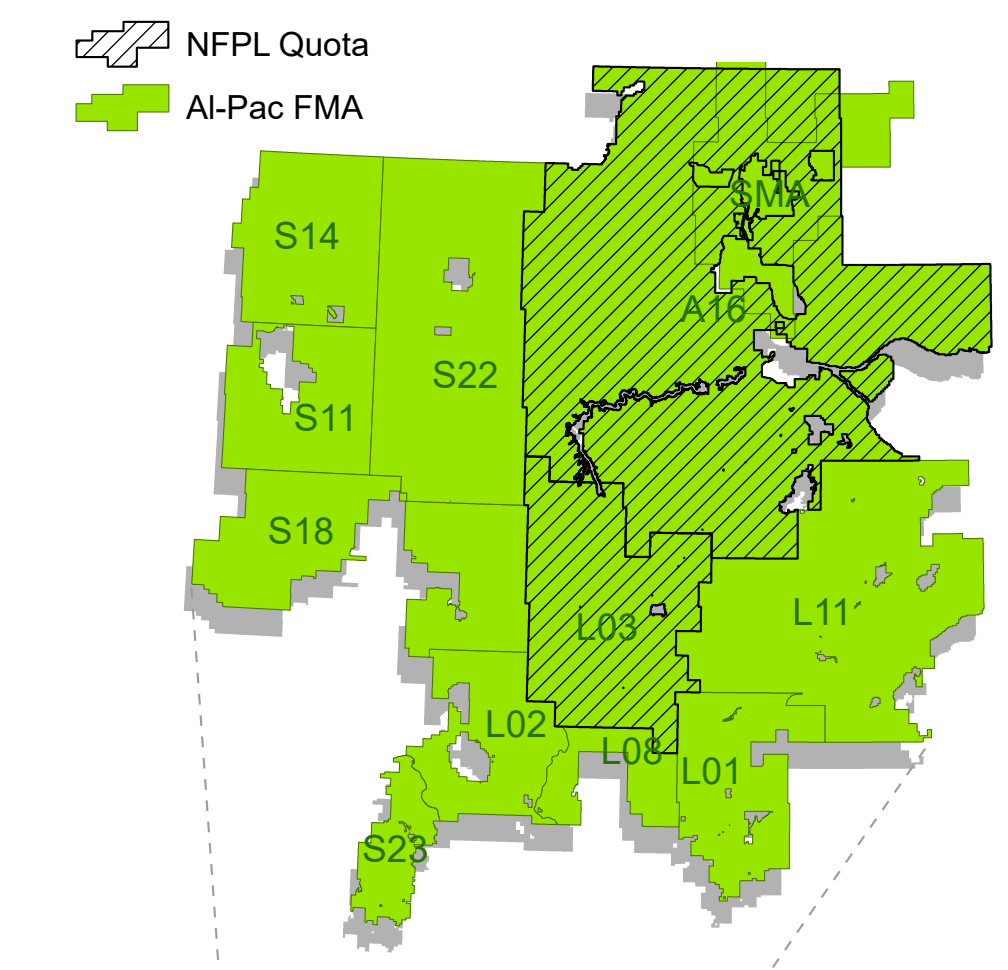 NFPL Quota
Al-Pac FMA
SMA
S14
A16
S22
S11
S18
L03
L11
L02
L08
L01
S23